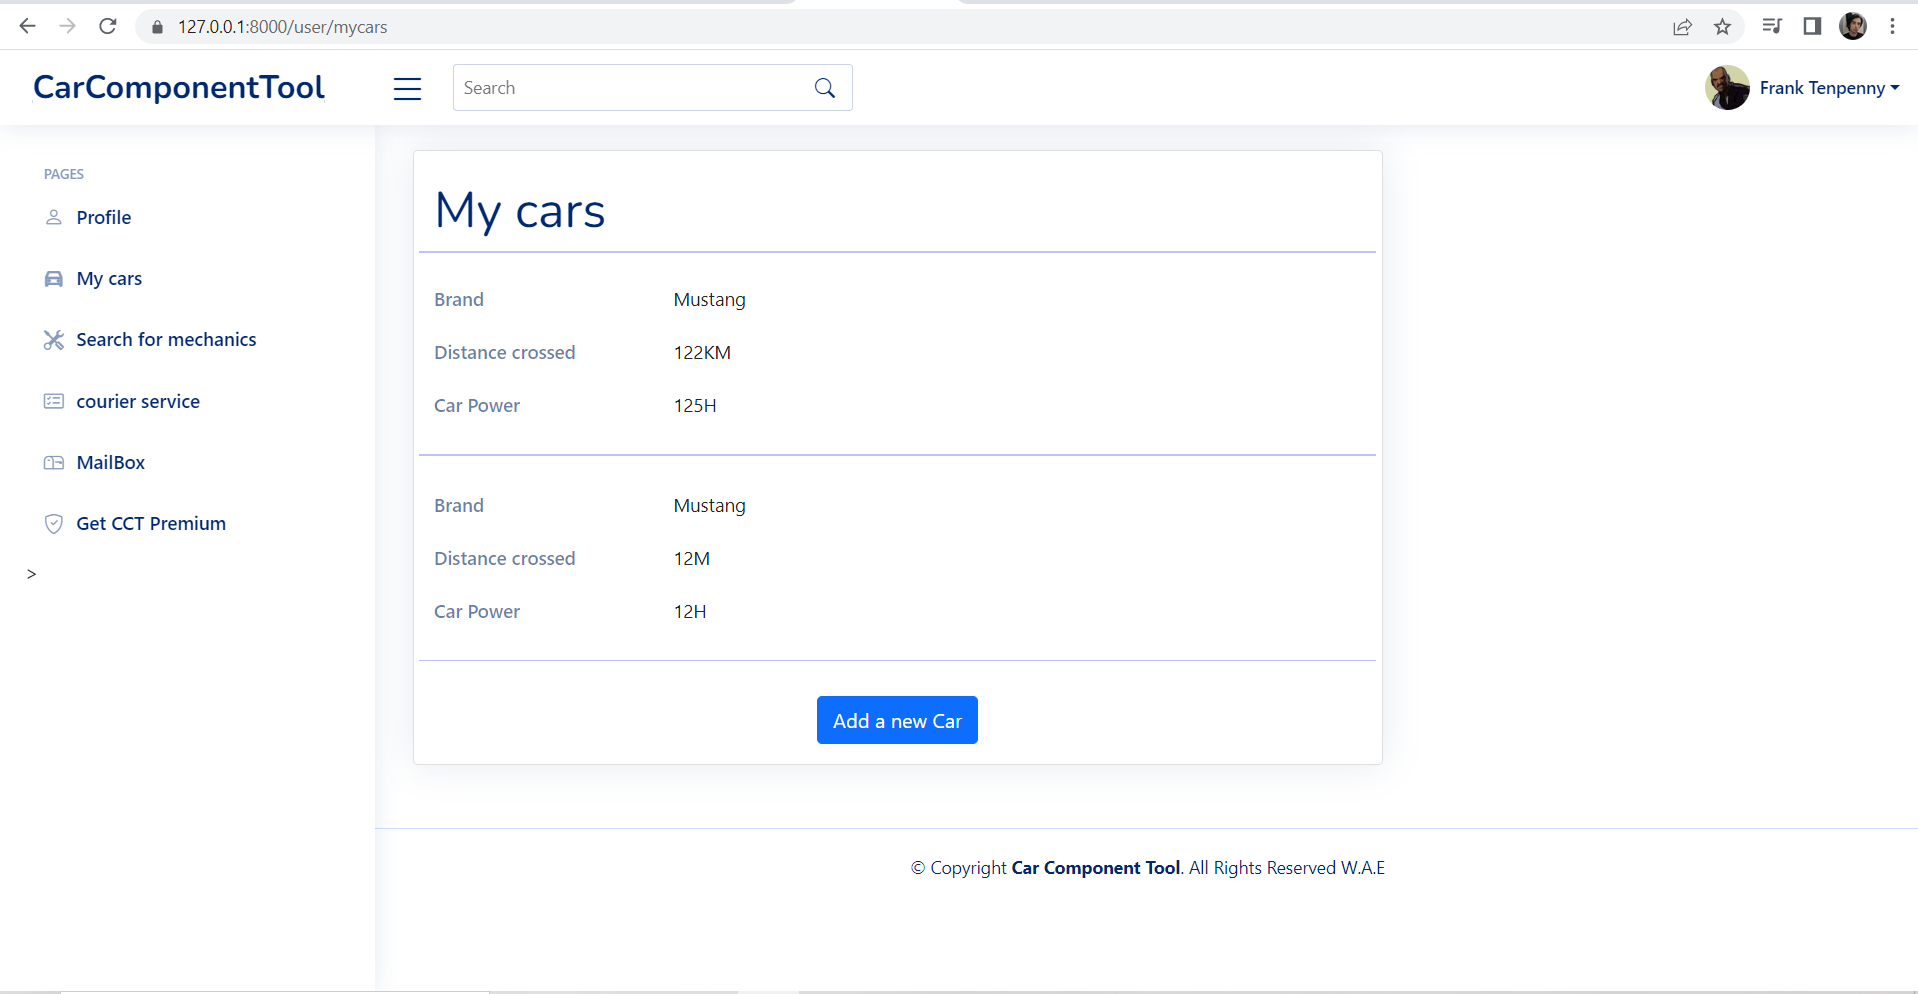 127.0.0.1:8000/user/mycars
CarComponentTool
Search
Frank Tenpenny
PAGES
Profile
My cars
Search for mechanics
courier service
MailBox
Get CCT Premium
>
My cars
Brand Mustang
Distance crossed 122KM
Car Power 125H
Brand Mustang
Distance crossed 12M
Car Power 12H
Add a new Car
© Copyright Car Component Tool. All Rights Reserved W.A.E